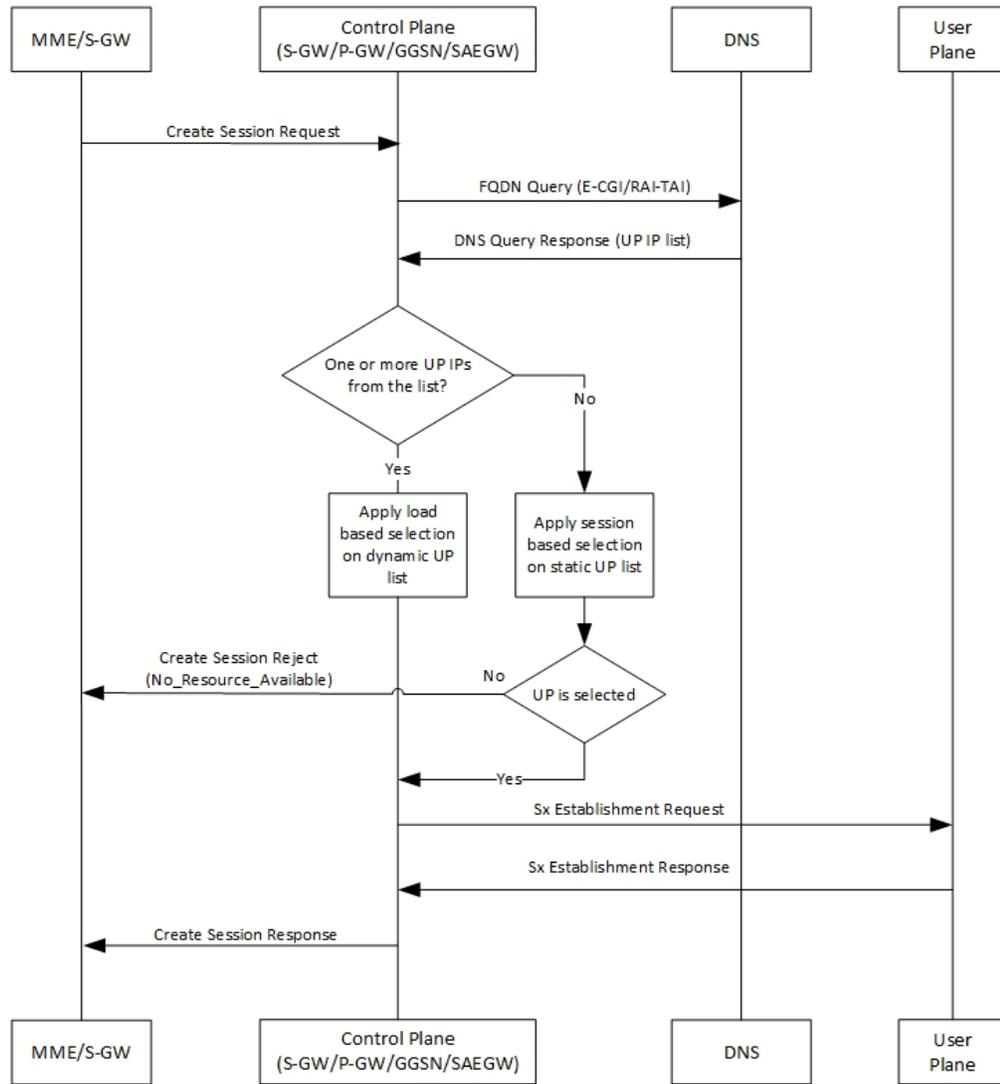 MME/S-GW
Control Plane
(S-GW/P-GW/GGSN/SAEGW)
DNS
User
Plane
Create Session Request
FQDN Query (E-CGI/RAI-TAI)
DNS Query Response (UP IP list)
One or more UP IPs
from the list?
No
Yes
Apply load
based selection
on dynamic UP
list
Apply session
based selection
on static UP list
Create Session Reject
(No_Resource_Available)
No
UP is selected
Yes
Sx Establishment Request
Sx Establishment Response
Create Session Response
MME/S-GW
Control Plane
(S-GW/P-GW/GGSN/SAEGW)
DNS
User
Plane